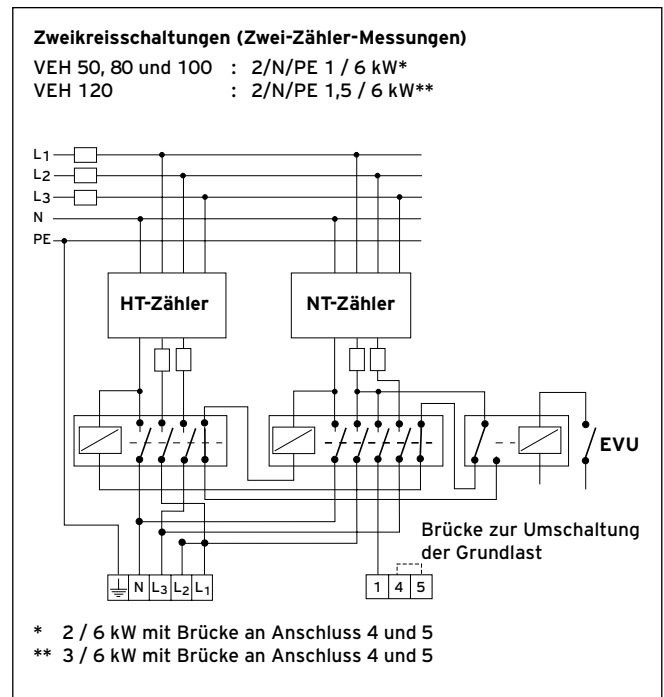 Zweikreisschaltungen (Zwei-Zähler-Messungen)
VEH 50, 80 und 100 : 2/N/PE 1 / 6 kW*
VEH 120 : 2/N/PE 1,5 / 6 kW**
L1
L2
L3
N
PE
HT-Zähler NT-Zähler
EVU
Brücke zur Umschaltung
der Grundlast
N L3 L2 L1 1 4 5
* 2 / 6 kW mit Brücke an Anschluss 4 und 5
** 3 / 6 kW mit Brücke an Anschluss 4 und 5